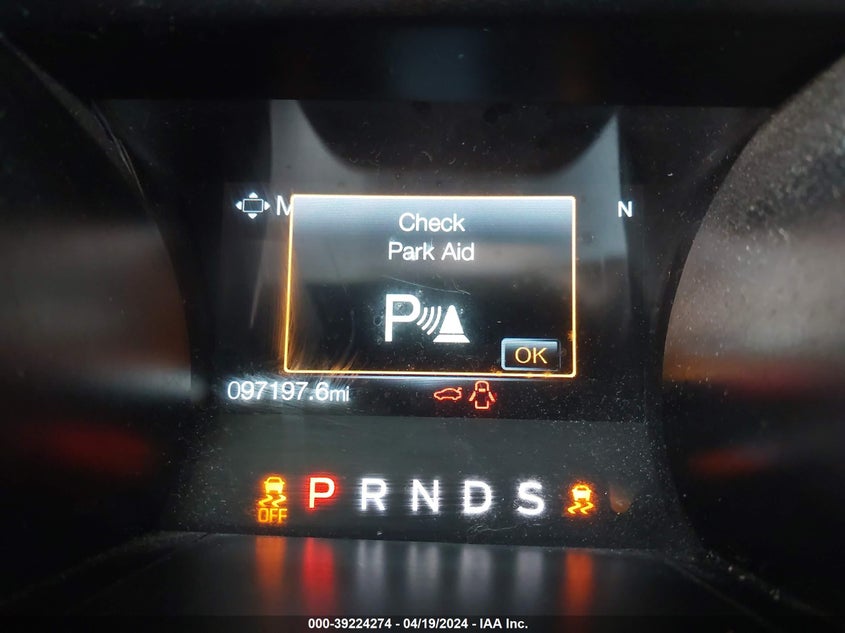 Check
Park Aid
M
N
P
OK
097197.6mi
P R N D S
OFF
000-39224274 - 04/19/2024 - IAA Inc.